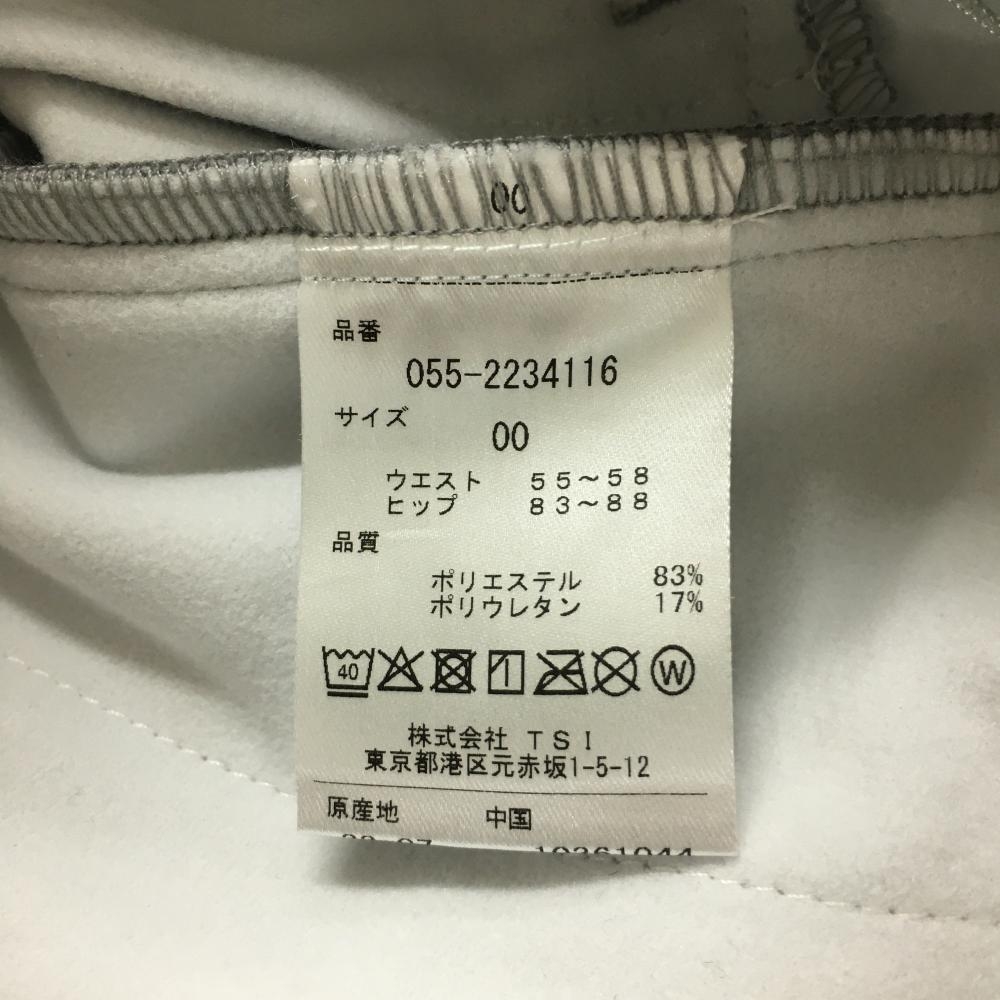 00
品番
055-2234116
サイズ
00
ウエスト 55~58
ヒップ 83~88
品質
ポリエステル 83%
ポリウレタン 17%
40
W
株式会社 TSI
東京都港区元赤坂1-5-12
原産地 中国